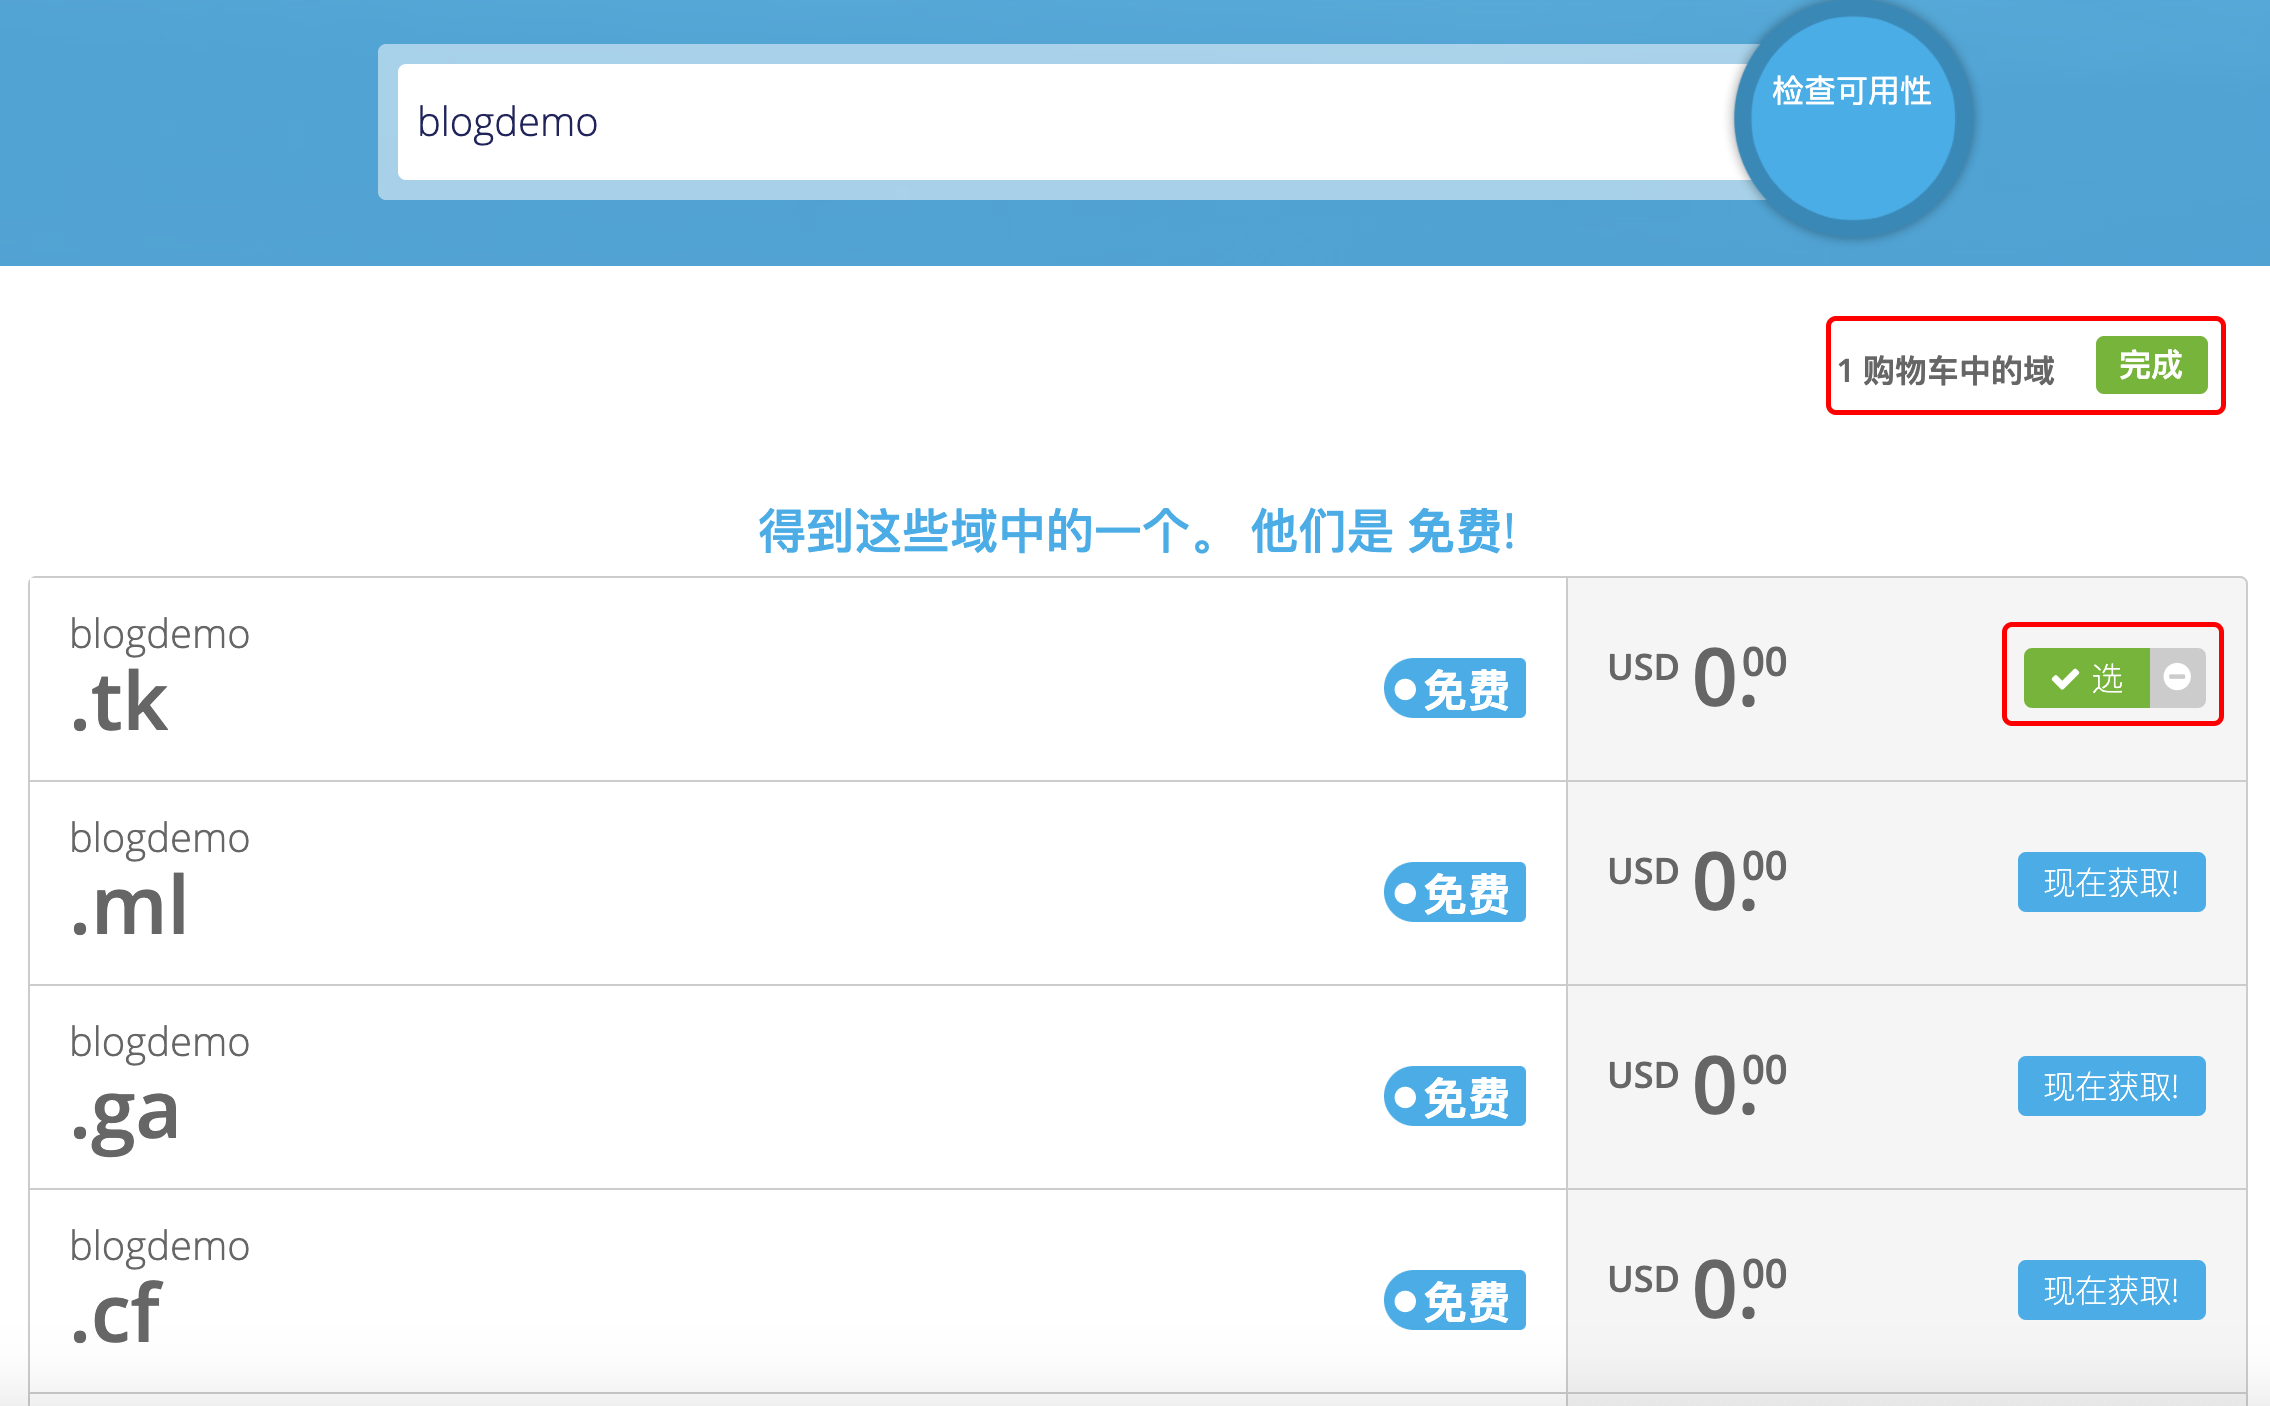 blogdemo
检查可用性
1 购物车中的域
完成
得到这些域中的一个。 他们是 免费!
blogdemo
.tk
免费
USD 0.00
选
blogdemo
.ml
免费
USD 0.00
现在获取!
blogdemo
.ga
免费
USD 0.00
现在获取!
blogdemo
.cf
免费
USD 0.00
现在获取!